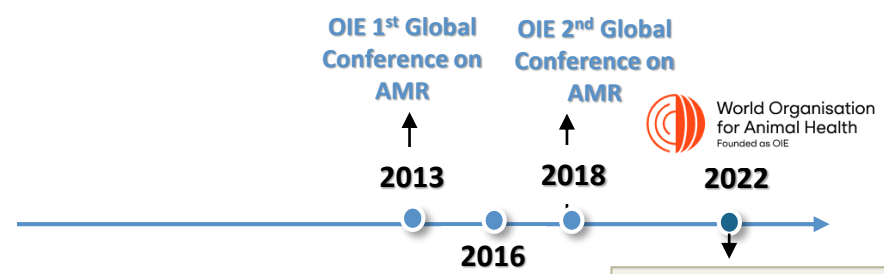 OIE 1st Global
Conference on
AMR
OIE 2nd Global
Conference on
AMR
World Organisation
for Animal Health
Founded as OIE
2013
2018
2022
2016